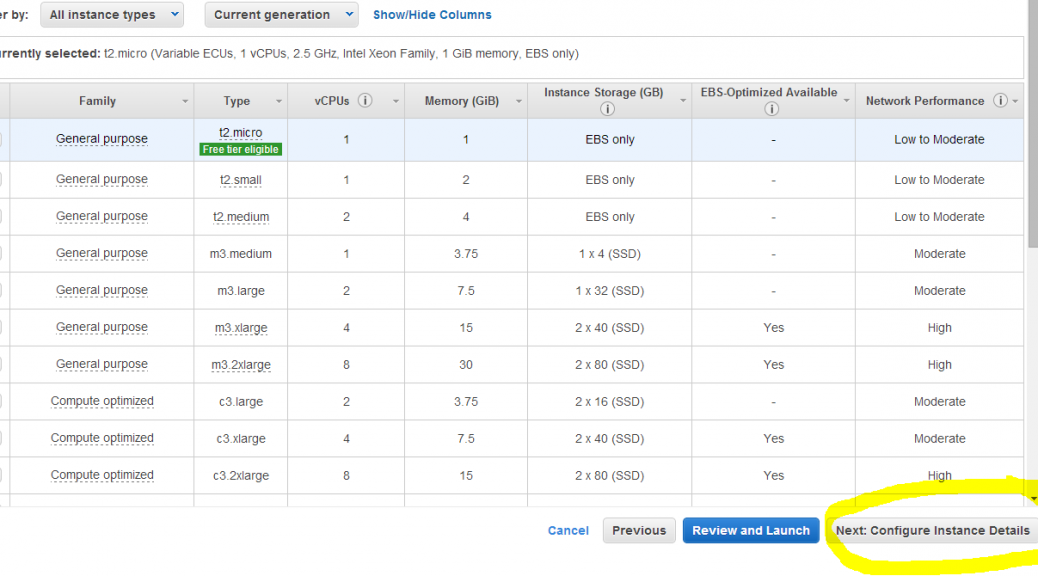 er by: All instance types Current generation Show/Hide Columns
rrently selected: t2.micro (Variable ECUs, 1 vCPUs, 2.5 GHz, Intel Xeon Family, 1 GiB memory, EBS only)
Family Type vCPUs i Memory (GiB) Instance Storage (GB) i EBS-Optimized Available i Network Performance i
General purpose t2.micro Free tier eligible 1 1 EBS only - Low to Moderate
General purpose t2.small 1 2 EBS only - Low to Moderate
General purpose t2.medium 2 4 EBS only - Low to Moderate
General purpose m3.medium 1 3.75 1 x 4 (SSD) - Moderate
General purpose m3.large 2 7.5 1 x 32 (SSD) - Moderate
General purpose m3.xlarge 4 15 2 x 40 (SSD) Yes High
General purpose m3.2xlarge 8 30 2 x 80 (SSD) Yes High
Compute optimized c3.large 2 3.75 2 x 16 (SSD) - Moderate
Compute optimized c3.xlarge 4 7.5 2 x 40 (SSD) Yes Moderate
Compute optimized c3.2xlarge 8 15 2 x 80 (SSD) Yes High
Cancel Previous Review and Launch Next: Configure Instance Details